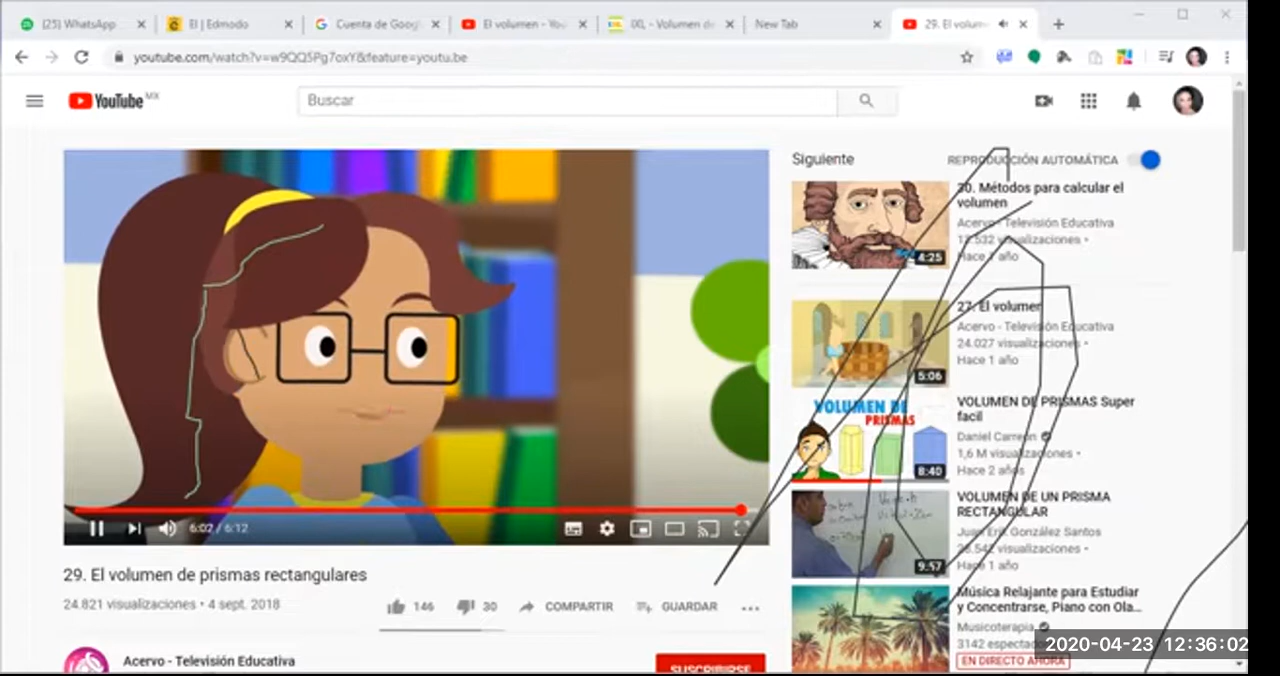 (25) WhatsApp
El | Edmodo
Cuenta de Googl
El volumen - You
IXL - Volumen de
New Tab
29. El volum
youtube.com/watch?v=w9QQ5Pg7oxY&feature=youtu.be
YouTube MX
Buscar
Siguiente
REPRODUCCIÓN AUTOMÁTICA
30. Métodos para calcular el
volumen
Acervo - Televisión Educativa
visualizaciones •
Hace 1 año
4:25
27. El volumen
Acervo - Televisión Educativa
24.027 visualizaciones •
Hace 1 año
5:06
VOLUMEN DE
PRISMAS
8:40
VOLUMEN DE PRISMAS Super
facil
Daniel Carreón
1,6 M visualizaciones •
Hace 2 años
9:57
VOLUMEN DE UN PRISMA
RECTANGULAR
Juan Erik González Santos
visualizaciones •
Hace 1 año
Música Relajante para Estudiar
y Concentrarse, Piano con Ola...
Musicoterapia
3142
EN DIRECTO AHORA
6:02 / 6:12
29. El volumen de prismas rectangulares
24.821 visualizaciones • 4 sept. 2018
146
30
COMPARTIR
GUARDAR
Acervo - Televisión Educativa
SUSCRIBIRSE
2020-04-23 12:36:02